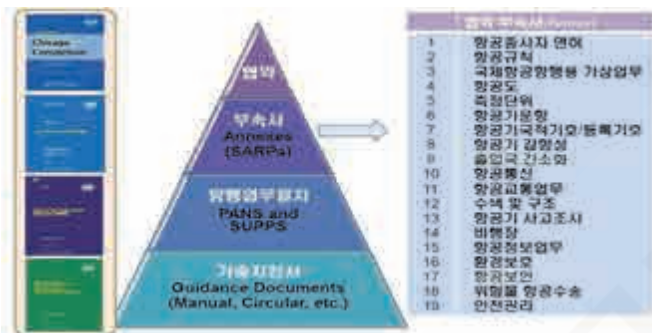 Chicago
Convention
협약
부속서
Annexes
(SARPs)
PANS and
SUPPS
기술지침서
Guidance Documents
(Manual, Circular, etc.)
협약 부속서
1 항공종사자 면허
2 항공규칙
3 국제항공항행용 기상업무
4 항공도
5 측정단위
6 항공기운항
7 항공기국적기호/등록기호
8 항공기 감항성
9 출입국 간소화
10 항공통신
11 항공교통업무
12 수색 및 구조
13 항공기 사고조사
14 비행장
15 항공정보업무
16 환경보호
17 항공보안
18 위험물 항공수송
19 안전관리